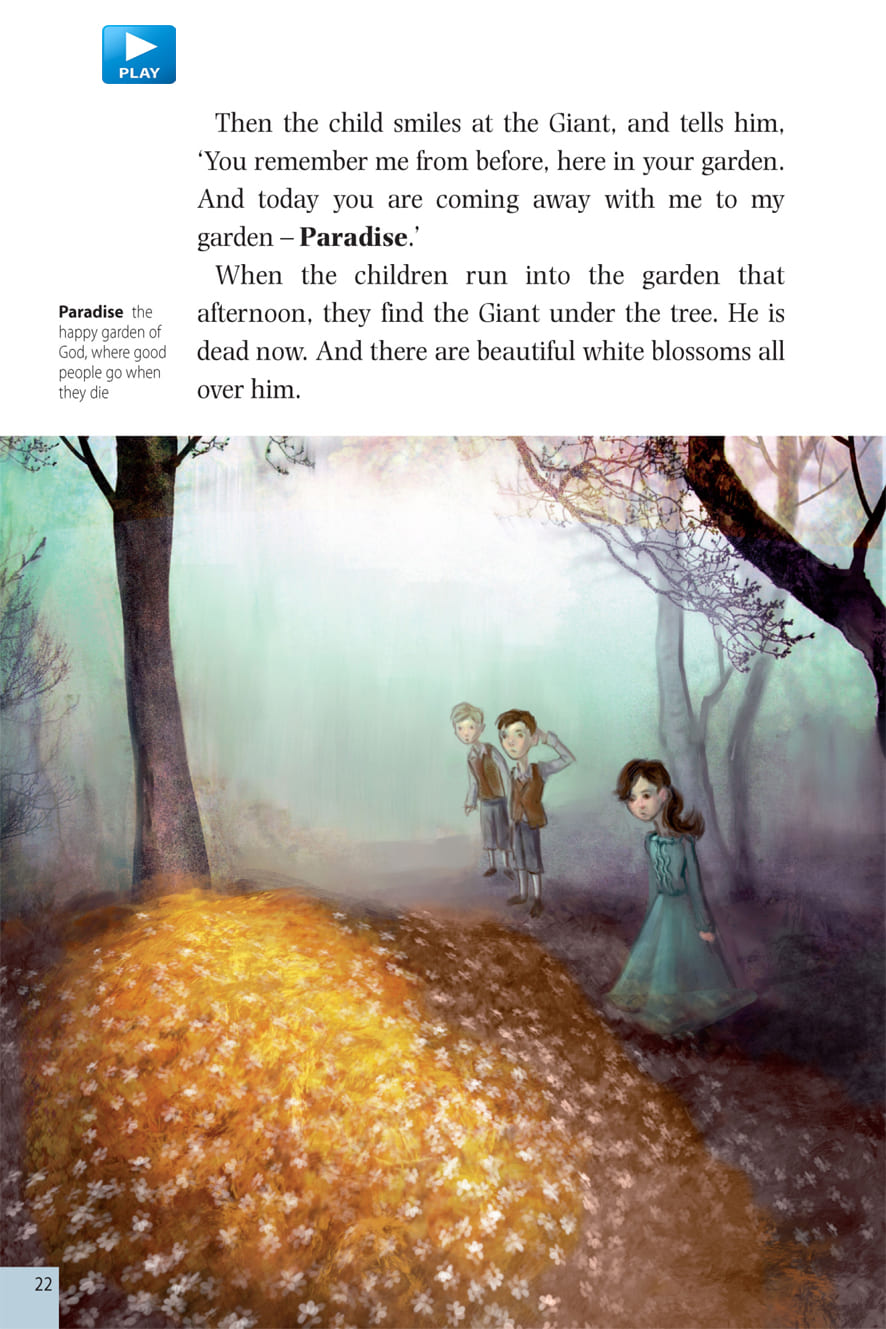 PLAY
Then the child smiles at the Giant, and tells him,
‘You remember me from before, here in your garden.
And today you are coming away with me to my
garden – Paradise.’
When the children run into the garden that
afternoon, they find the Giant under the tree. He is
dead now. And there are beautiful white blossoms all
over him.
Paradise the
happy garden of
God, where good
people go when
they die
22